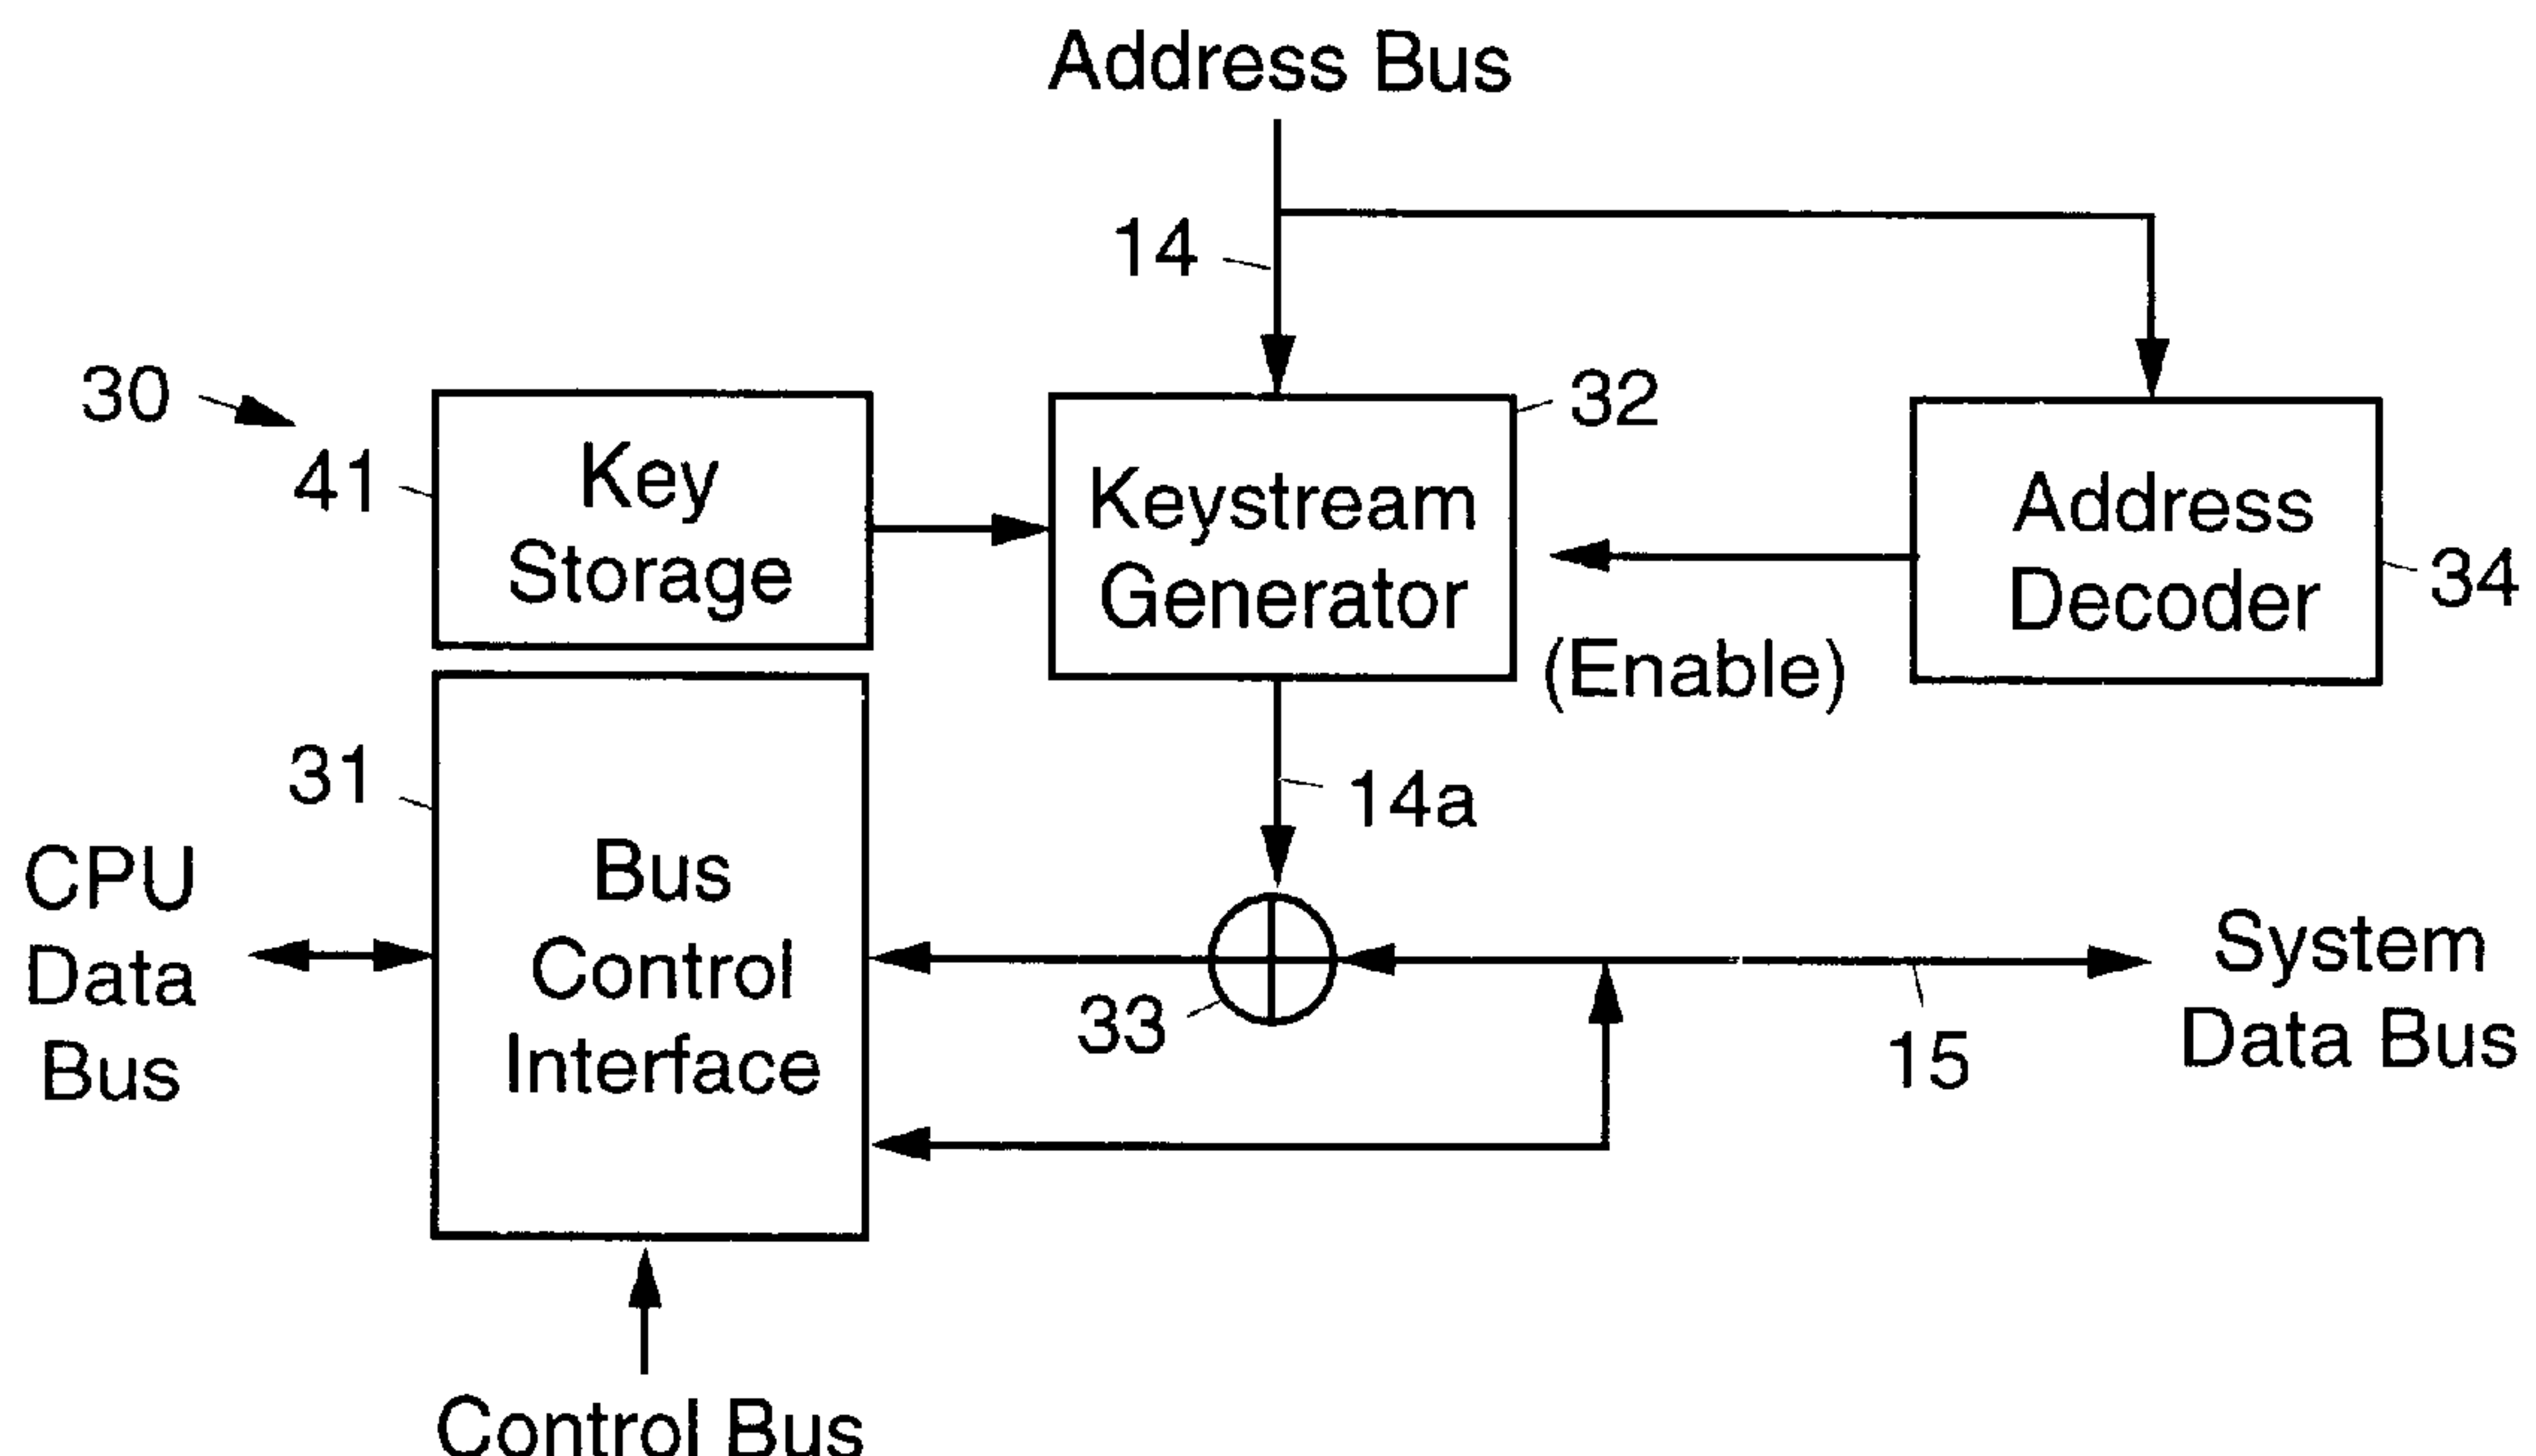 Address Bus
14
30
41
Key
Storage
Keystream
Generator
32
Address
Decoder
34
(Enable)
31
14a
CPU
Data
Bus
Bus
Control
Interface
33
15
System
Data Bus
Control Bus